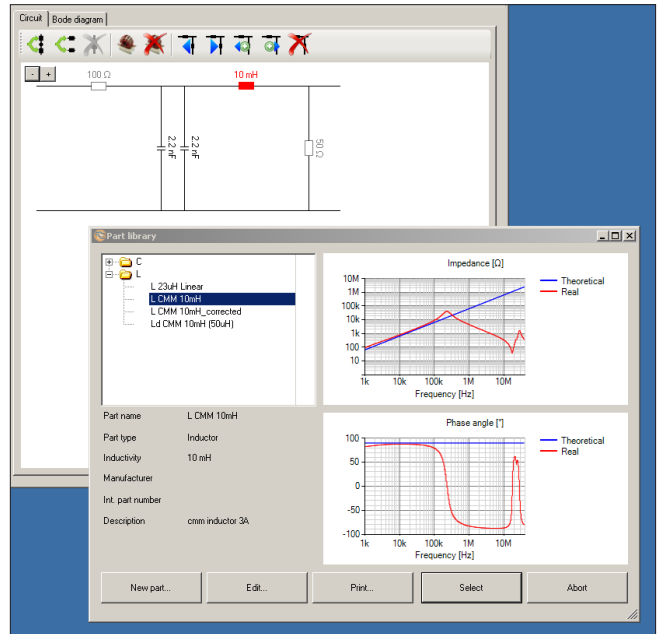 Circuit Bode diagram
- +
100 Ω
10 mH
2.2 nF
2.2 nF
50 Ω
Part library
C
L
L 23uH Linear
L CMM 10mH
L CMM 10mH_corrected
Ld CMM 10mH (50uH)
Part name L CMM 10mH
Part type Inductor
Inductivity 10 mH
Manufacturer
Int. part number
Description cmm inductor 3A
Impedance [Ω]
10M
1M
100k
10k
1k
100
10
1k 10k 100k 1M 10M
Frequency [Hz]
Theoretical
Real
Phase angle [°]
100
50
0
-50
-100
1k 10k 100k 1M 10M
Frequency [Hz]
Theoretical
Real
New part... Edit... Print... Select Abort